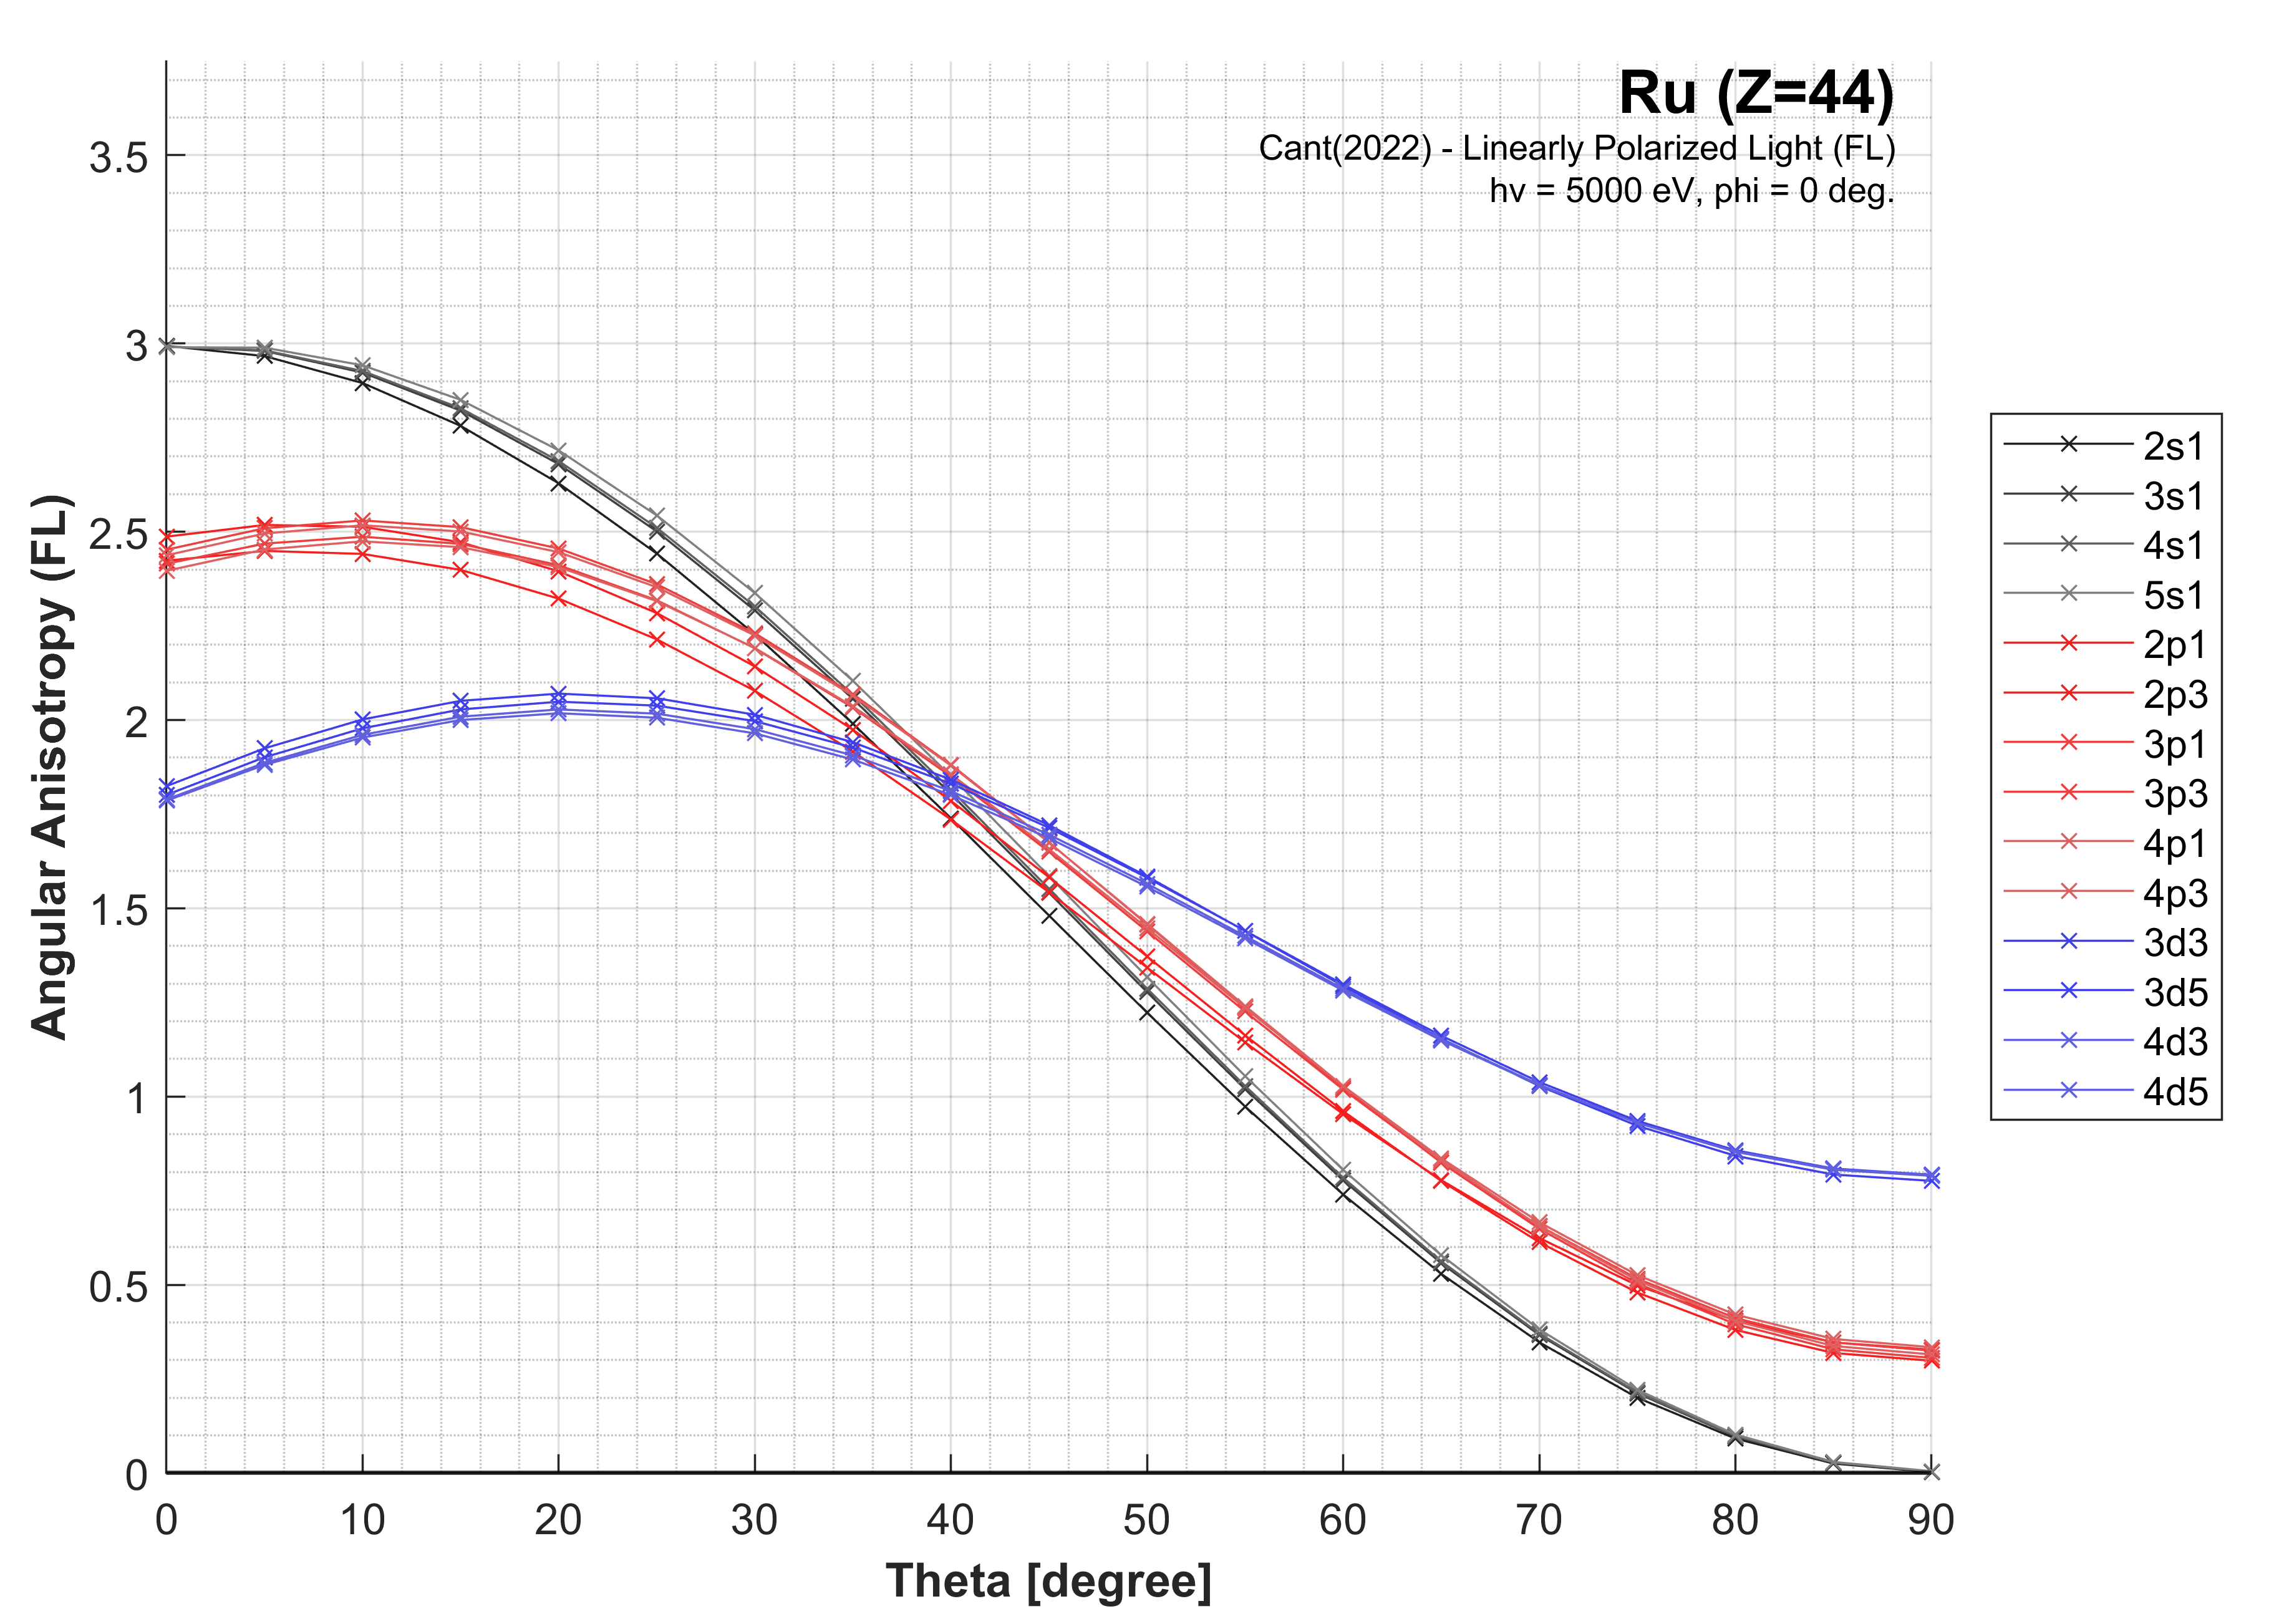 Ru (Z=44)
Cant(2022) - Linearly Polarized Light (FL)
hv = 5000 eV, phi = 0 deg.
Angular Anisotropy (FL)
3.5
3
2.5
2
1.5
1
0.5
0
0 10 20 30 40 50 60 70 80 90
Theta [degree]
2s1
3s1
4s1
5s1
2p1
2p3
3p1
3p3
4p1
4p3
3d3
3d5
4d3
4d5